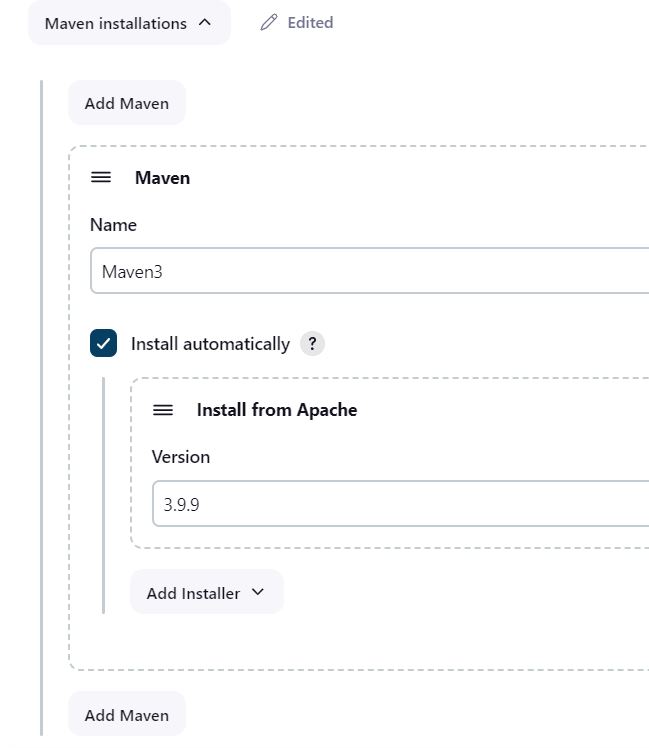 Maven installations
Edited
Add Maven
Maven
Name
Maven3
Install automatically ?
Install from Apache
Version
3.9.9
Add Installer
Add Maven